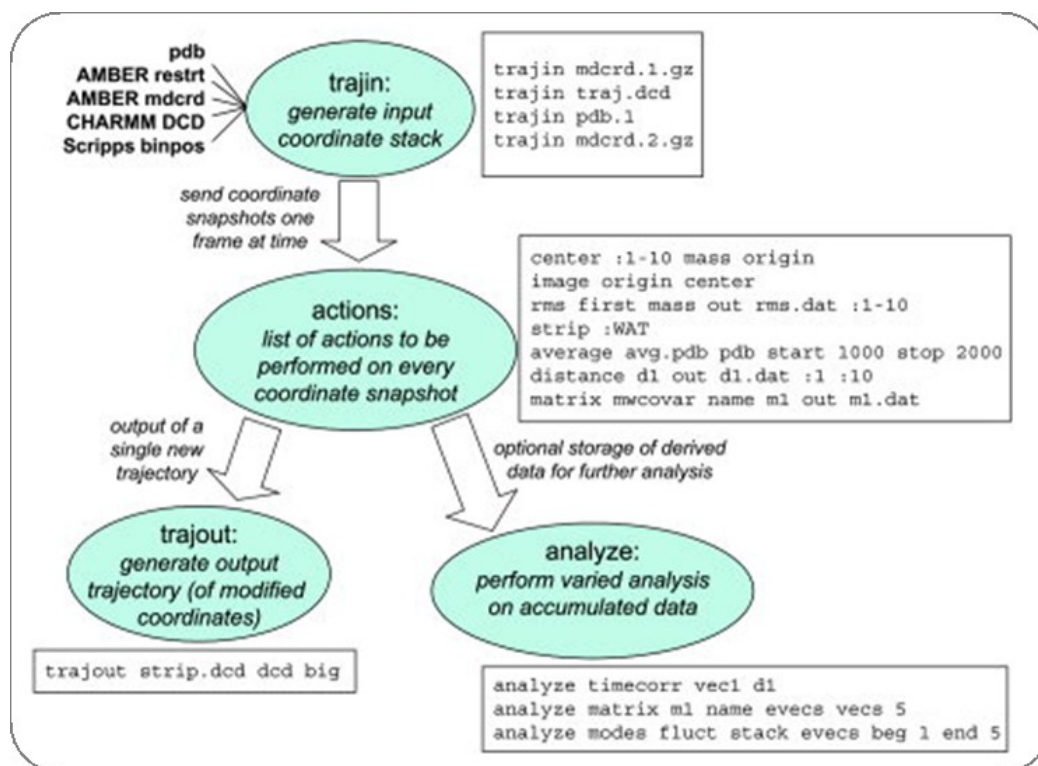 pdb
AMBER restrt
AMBER mdcrd
CHARMM DCD
Scripps binpos
trajin:
generate input
coordinate stack
trajin mdcrd.1.gz
trajin traj.dcd
trajin pdb.1
trajin mdcrd.2.gz
send coordinate
snapshots one
frame at time
actions:
list of actions to be
performed on every
coordinate snapshot
center :1-10 mass origin
image origin center
rms first mass out rms.dat :1-10
strip :WAT
average avg.pdb pdb start 1000 stop 2000
distance d1 out d1.dat :1 :10
matrix mwcovar name m1 out m1.dat
output of a
single new
trajectory
optional storage of derived
data for further analysis
trajout:
generate output
trajectory (of modified
coordinates)
trajout strip.dcd dcd big
analyze:
perform varied analysis
on accumulated data
analyze timecorr vec1 d1
analyze matrix m1 name evecs vecs 5
analyze modes fluct stack evecs beg 1 end 5